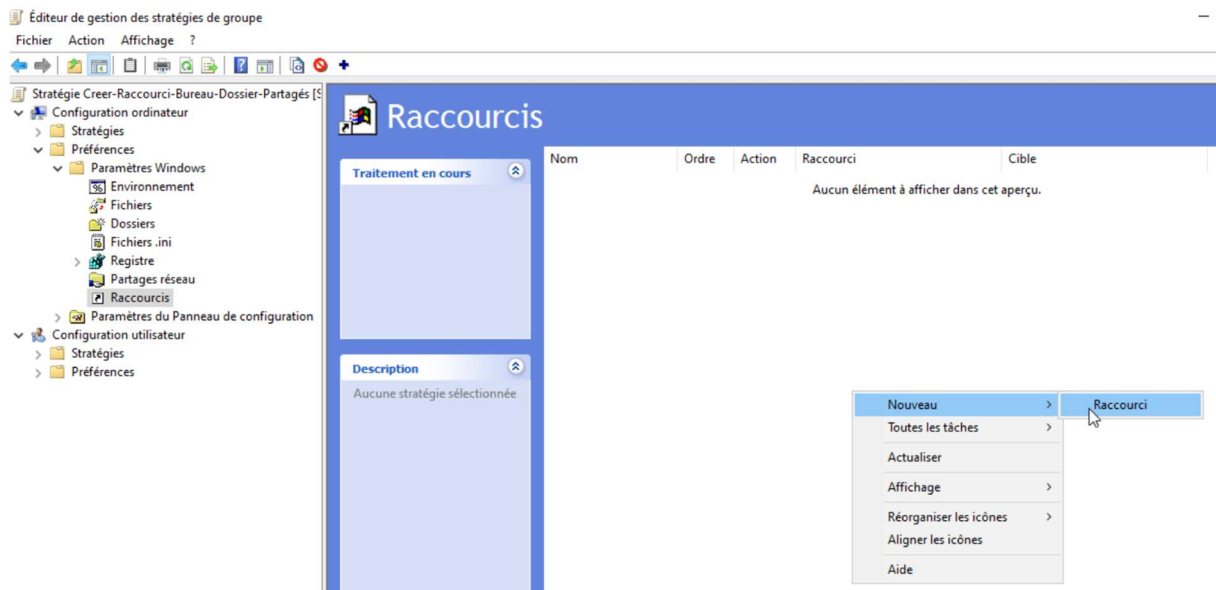 Éditeur de gestion des stratégies de groupe
Fichier Action Affichage ?
Stratégie Creer-Raccourci-Bureau-Dossier-Partagés [S
Configuration ordinateur
Stratégies
Préférences
Paramètres Windows
Environnement
Fichiers
Dossiers
Fichiers .ini
Registre
Partages réseau
Raccourcis
Paramètres du Panneau de configuration
Configuration utilisateur
Stratégies
Préférences
Raccourcis
Traitement en cours
Description
Aucune stratégie sélectionnée
Nom Ordre Action Raccourci Cible
Aucun élément à afficher dans cet aperçu.
Nouveau
Toutes les tâches
Actualiser
Affichage
Réorganiser les icônes
Aligner les icônes
Aide
Raccourci